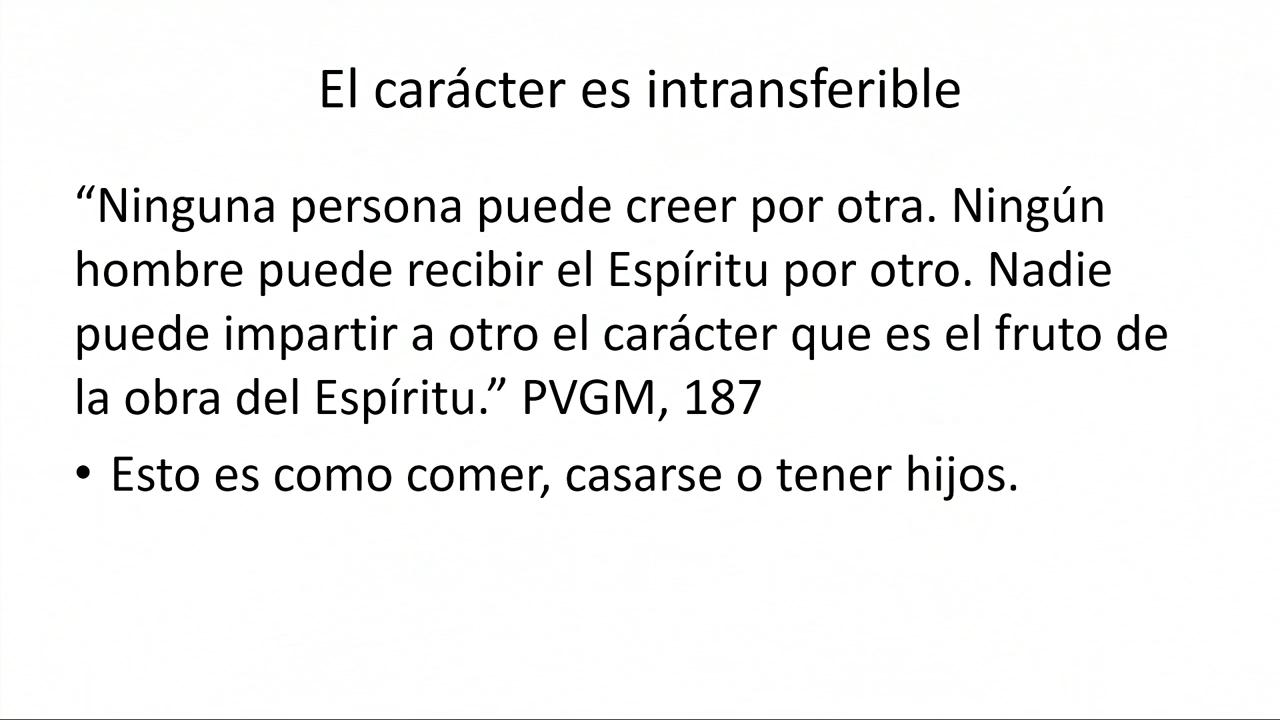 El carácter es intransferible
“Ninguna persona puede creer por otra. Ningún
hombre puede recibir el Espíritu por otro. Nadie
puede impartir a otro el carácter que es el fruto de
la obra del Espíritu.” PVGM, 187
• Esto es como comer, casarse o tener hijos.